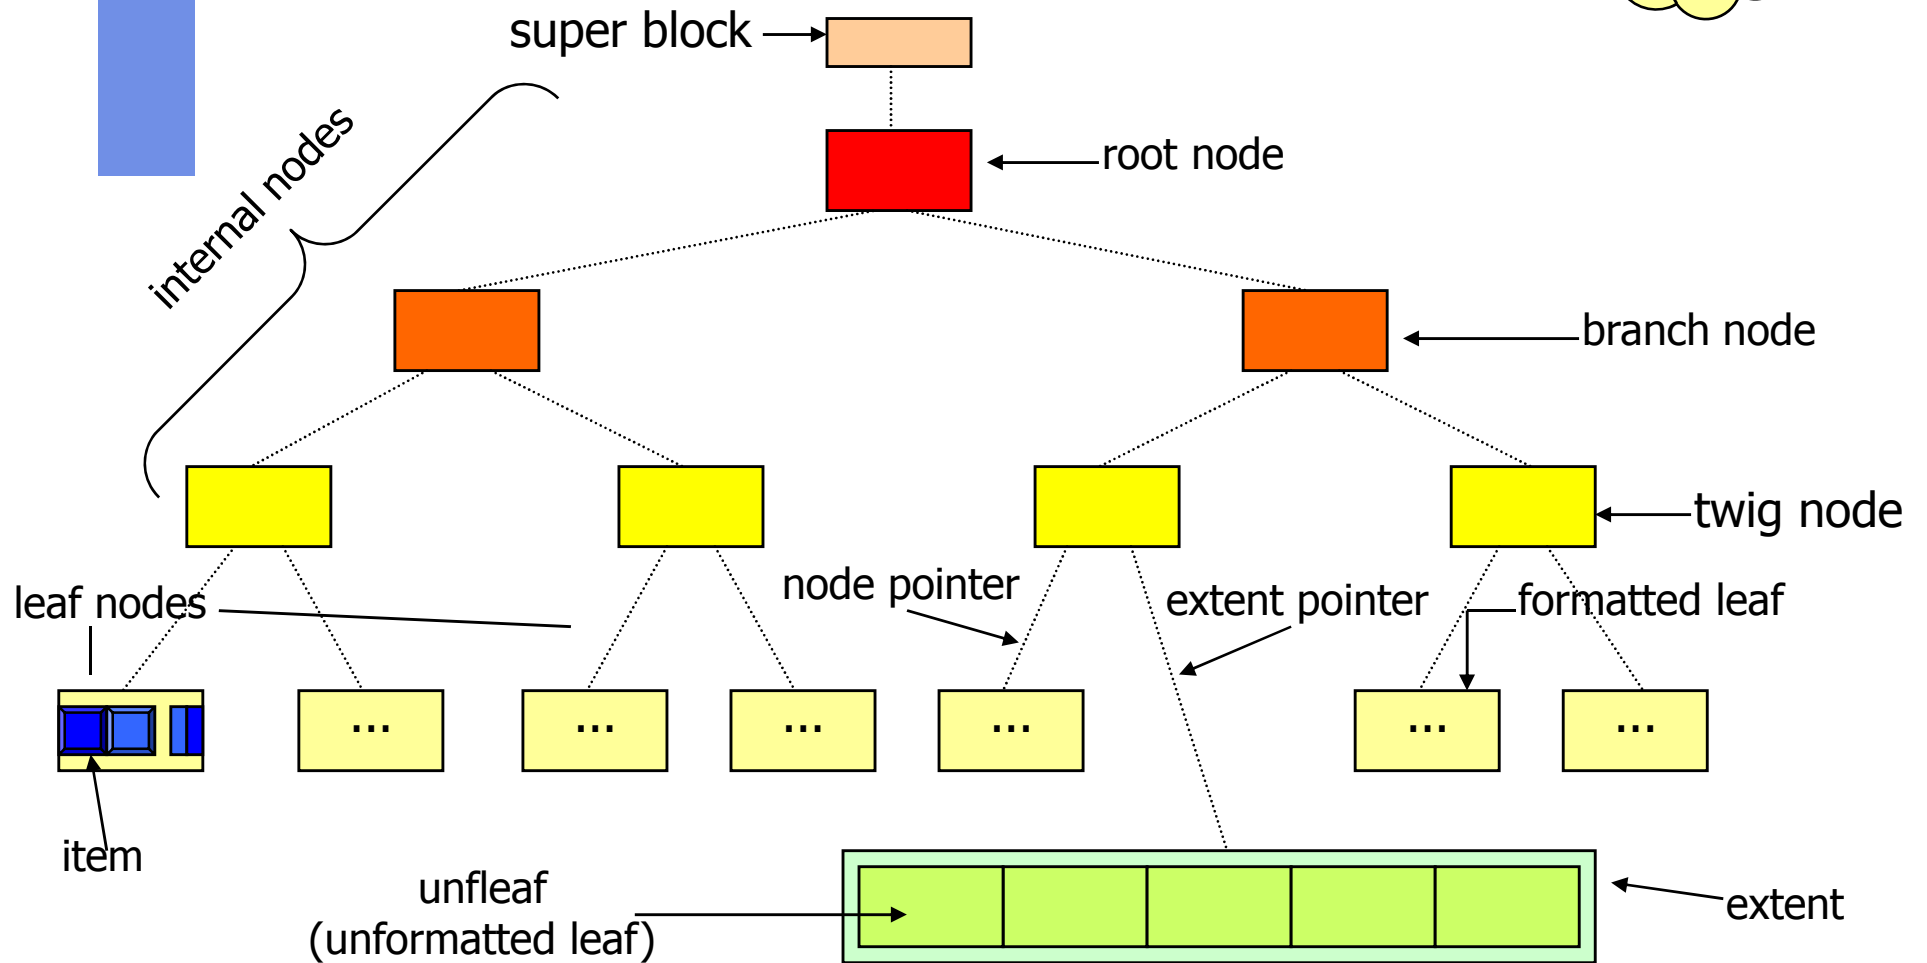 super block
internal nodes
root node
branch node
twig node
leaf nodes
node pointer
extent pointer
formatted leaf
...
...
...
...
...
...
item
unfleaf
(unformatted leaf)
extent